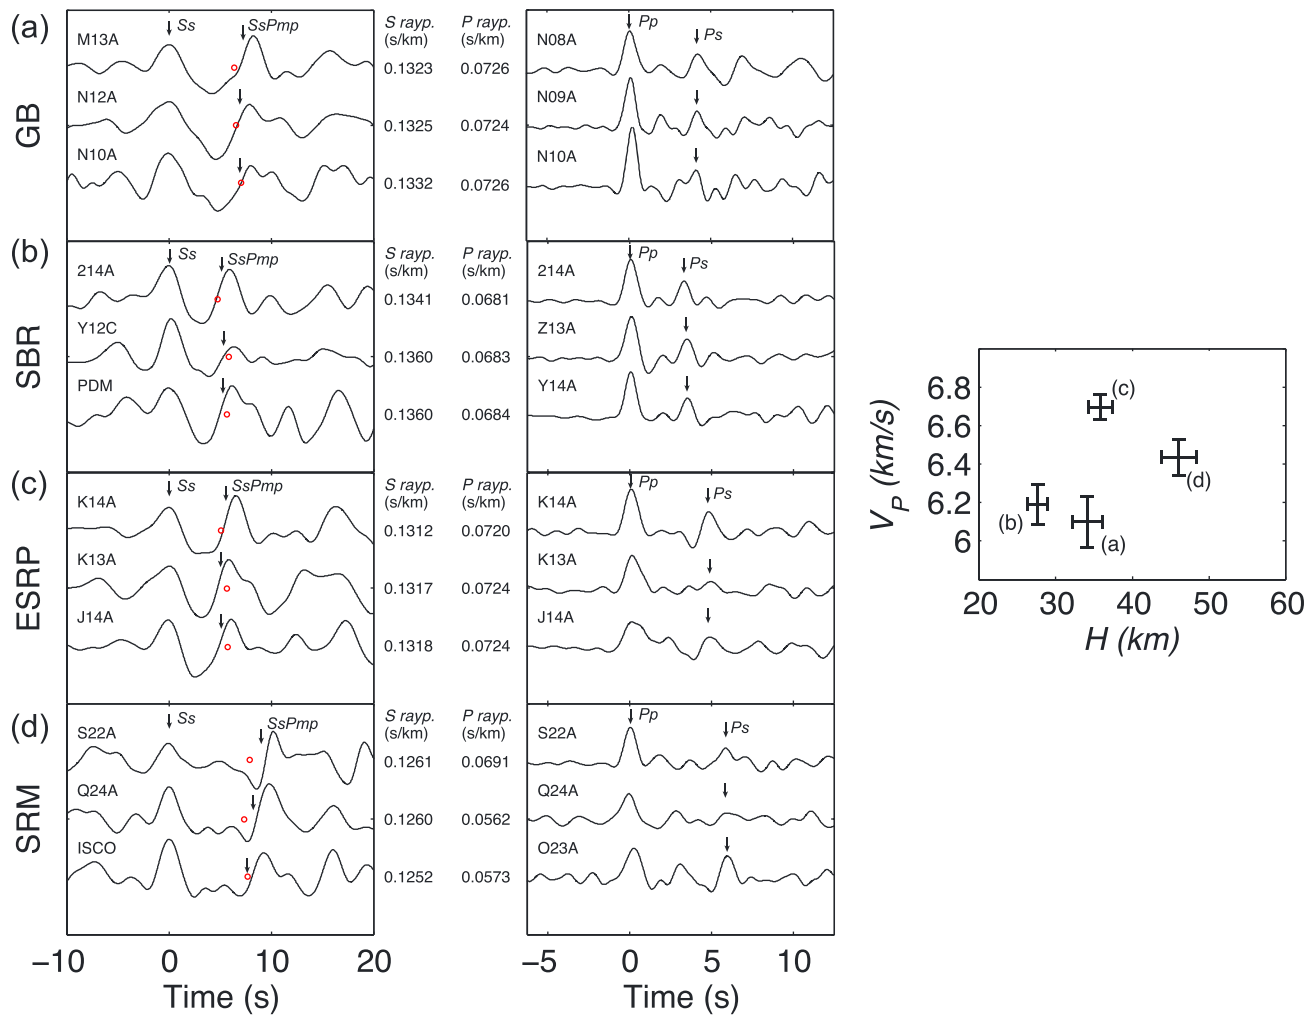 (a)
GB
Ss
SsPmp
S rayp.
(s/km)
P rayp.
(s/km)
Pp
Ps
M13A
0.1323
0.0726
N08A
N12A
0.1325
0.0724
N09A
N10A
0.1332
0.0726
N10A
(b)
SBR
Ss
SsPmp
S rayp.
(s/km)
P rayp.
(s/km)
Pp
Ps
214A
0.1341
0.0681
214A
Y12C
0.1360
0.0683
Z13A
PDM
0.1360
0.0684
Y14A
(c)
ESRP
Ss
SsPmp
S rayp.
(s/km)
P rayp.
(s/km)
Pp
Ps
K14A
0.1312
0.0720
K14A
K13A
0.1317
0.0724
K13A
J14A
0.1318
0.0724
J14A
(d)
SRM
Ss
SsPmp
S rayp.
(s/km)
P rayp.
(s/km)
Pp
Ps
S22A
0.1261
0.0691
S22A
Q24A
0.1260
0.0562
Q24A
ISCO
0.1252
0.0573
O23A
−10 0 10 20
Time (s)
−5 0 5 10
Time (s)
6.8
6.6
6.4
6.2
6
V_P (km/s)
(c)
(d)
(b)
(a)
20 30 40 50 60
H (km)